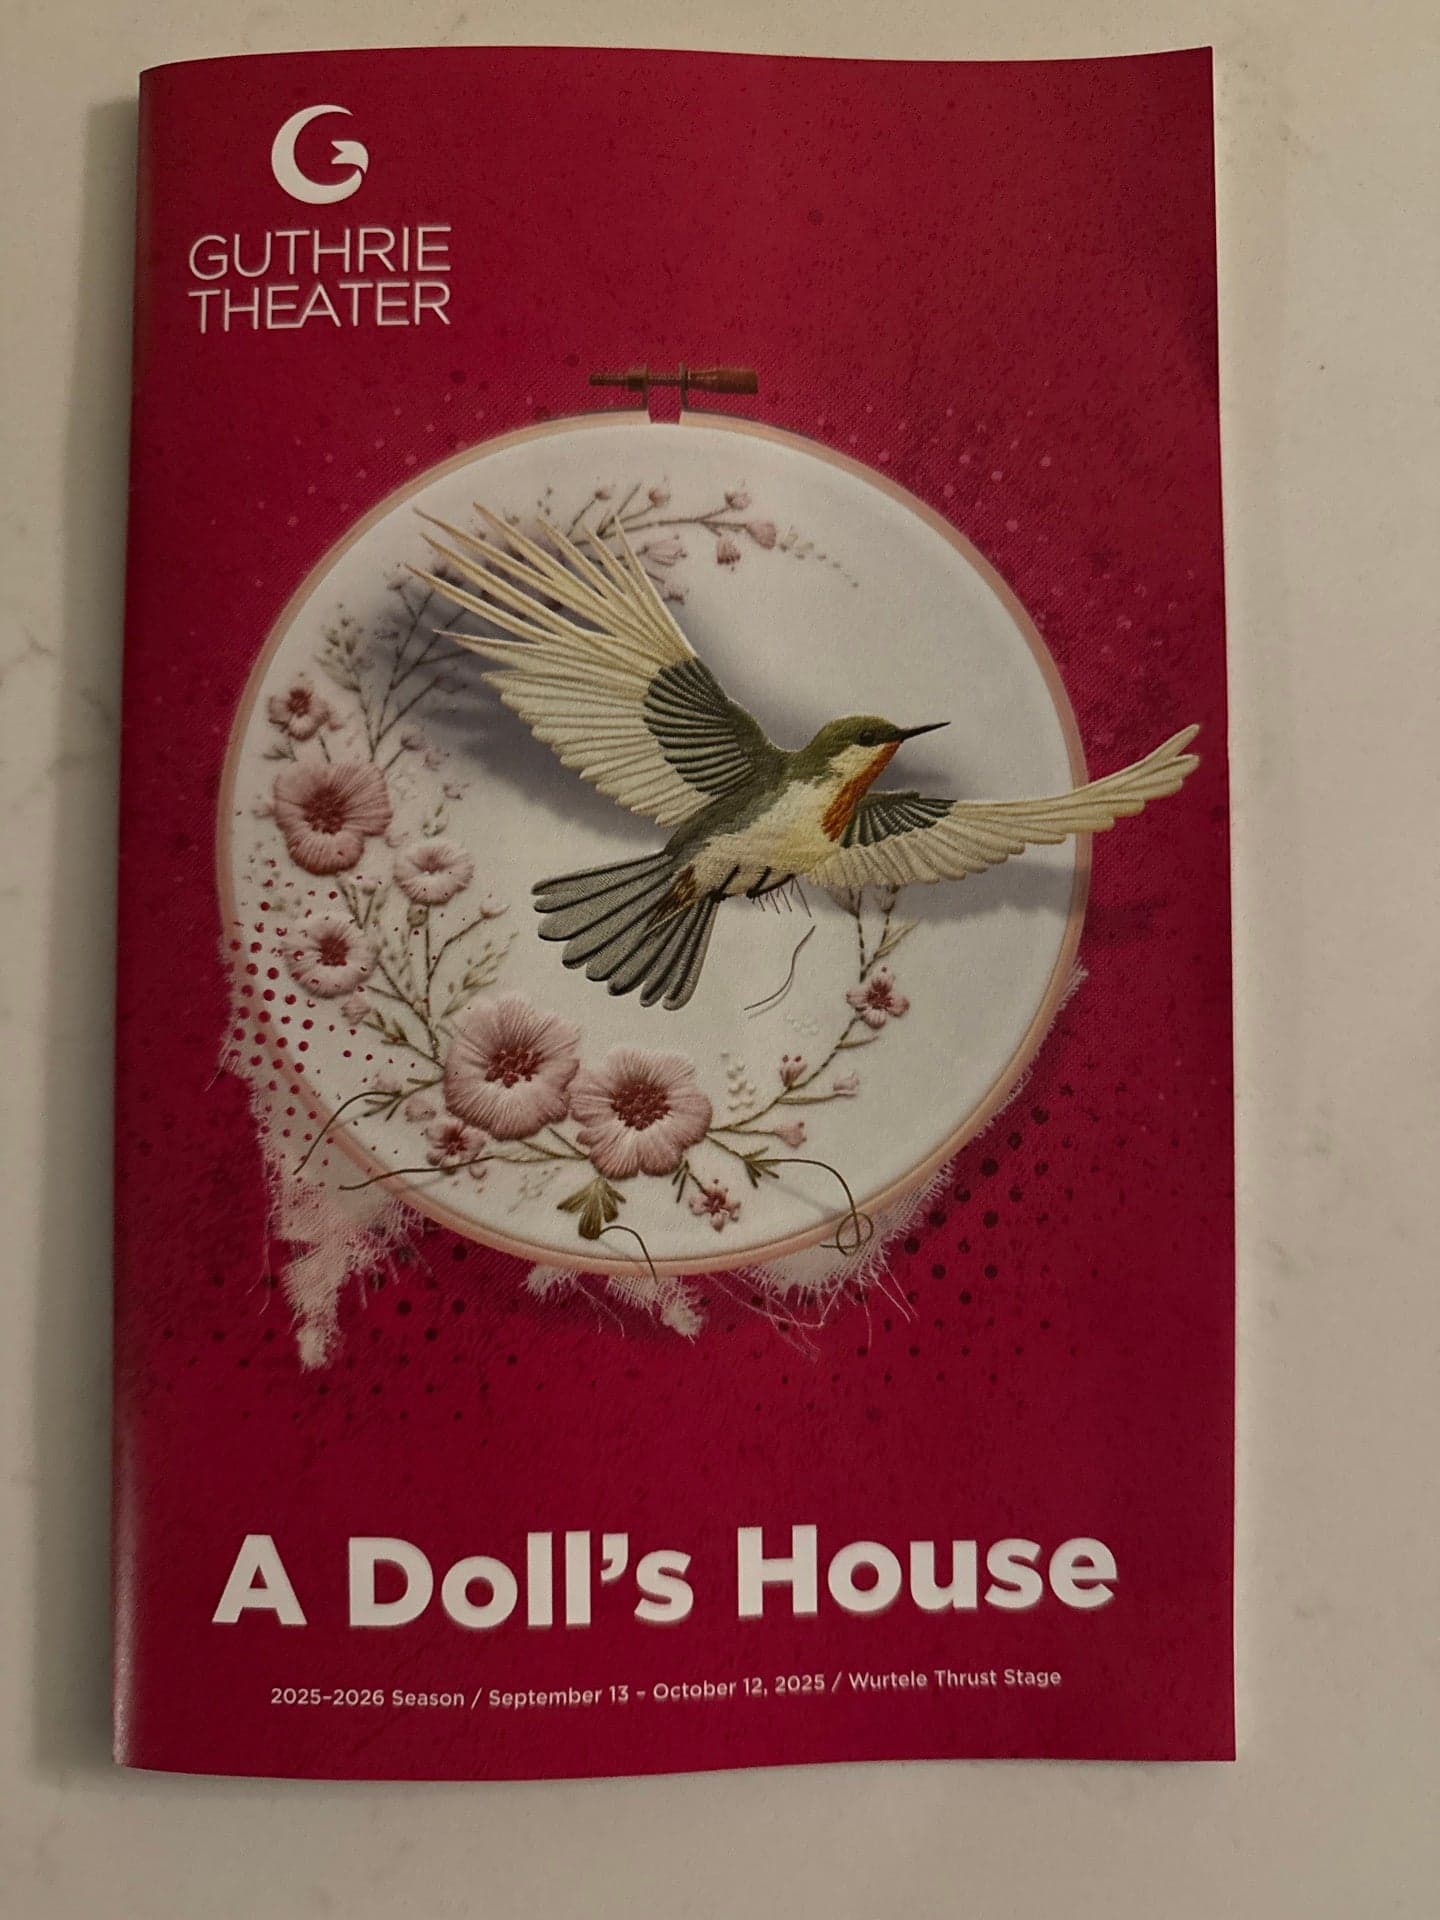 GUTHRIE
THEATER
A Doll's House
2025–2026 Season / September 13 – October 12, 2025 / Wurtele Thrust Stage